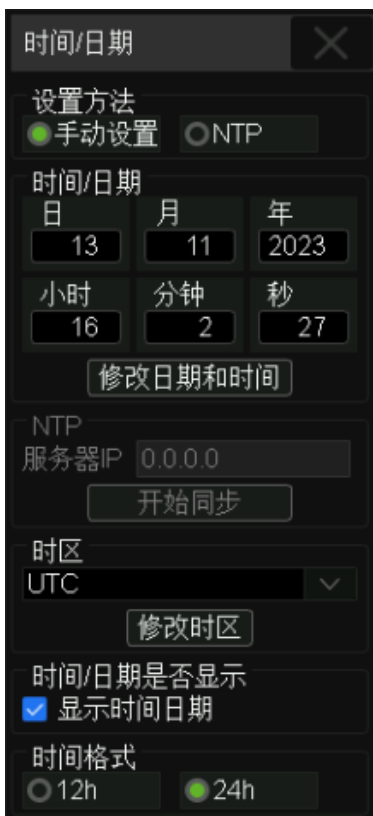 时间/日期
设置方法
手动设置 NTP
时间/日期
日 月 年
13 11 2023
小时 分钟 秒
16 2 27
修改日期和时间
NTP
服务器IP 0.0.0.0
开始同步
时区
UTC
修改时区
时间/日期是否显示
显示时间日期
时间格式
12h 24h